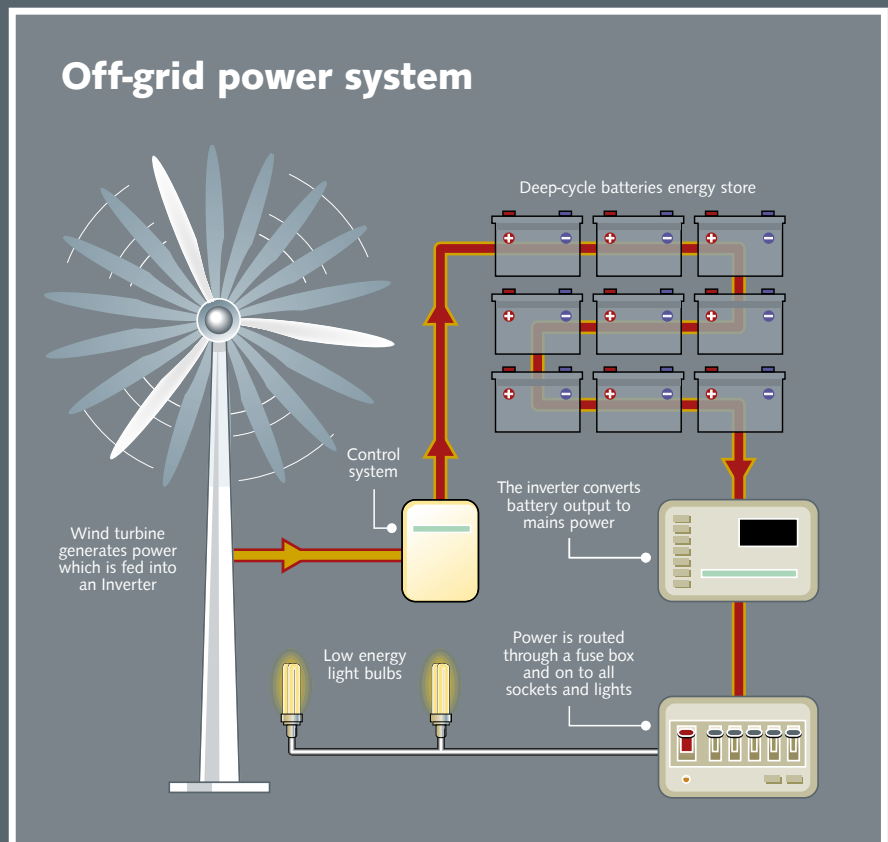 Off-grid power system
Deep-cycle batteries energy store
Control
system
The inverter converts
battery output to
mains power
Wind turbine
generates power
which is fed into
an Inverter
Low energy
light bulbs
Power is routed
through a fuse box
and on to all
sockets and lights